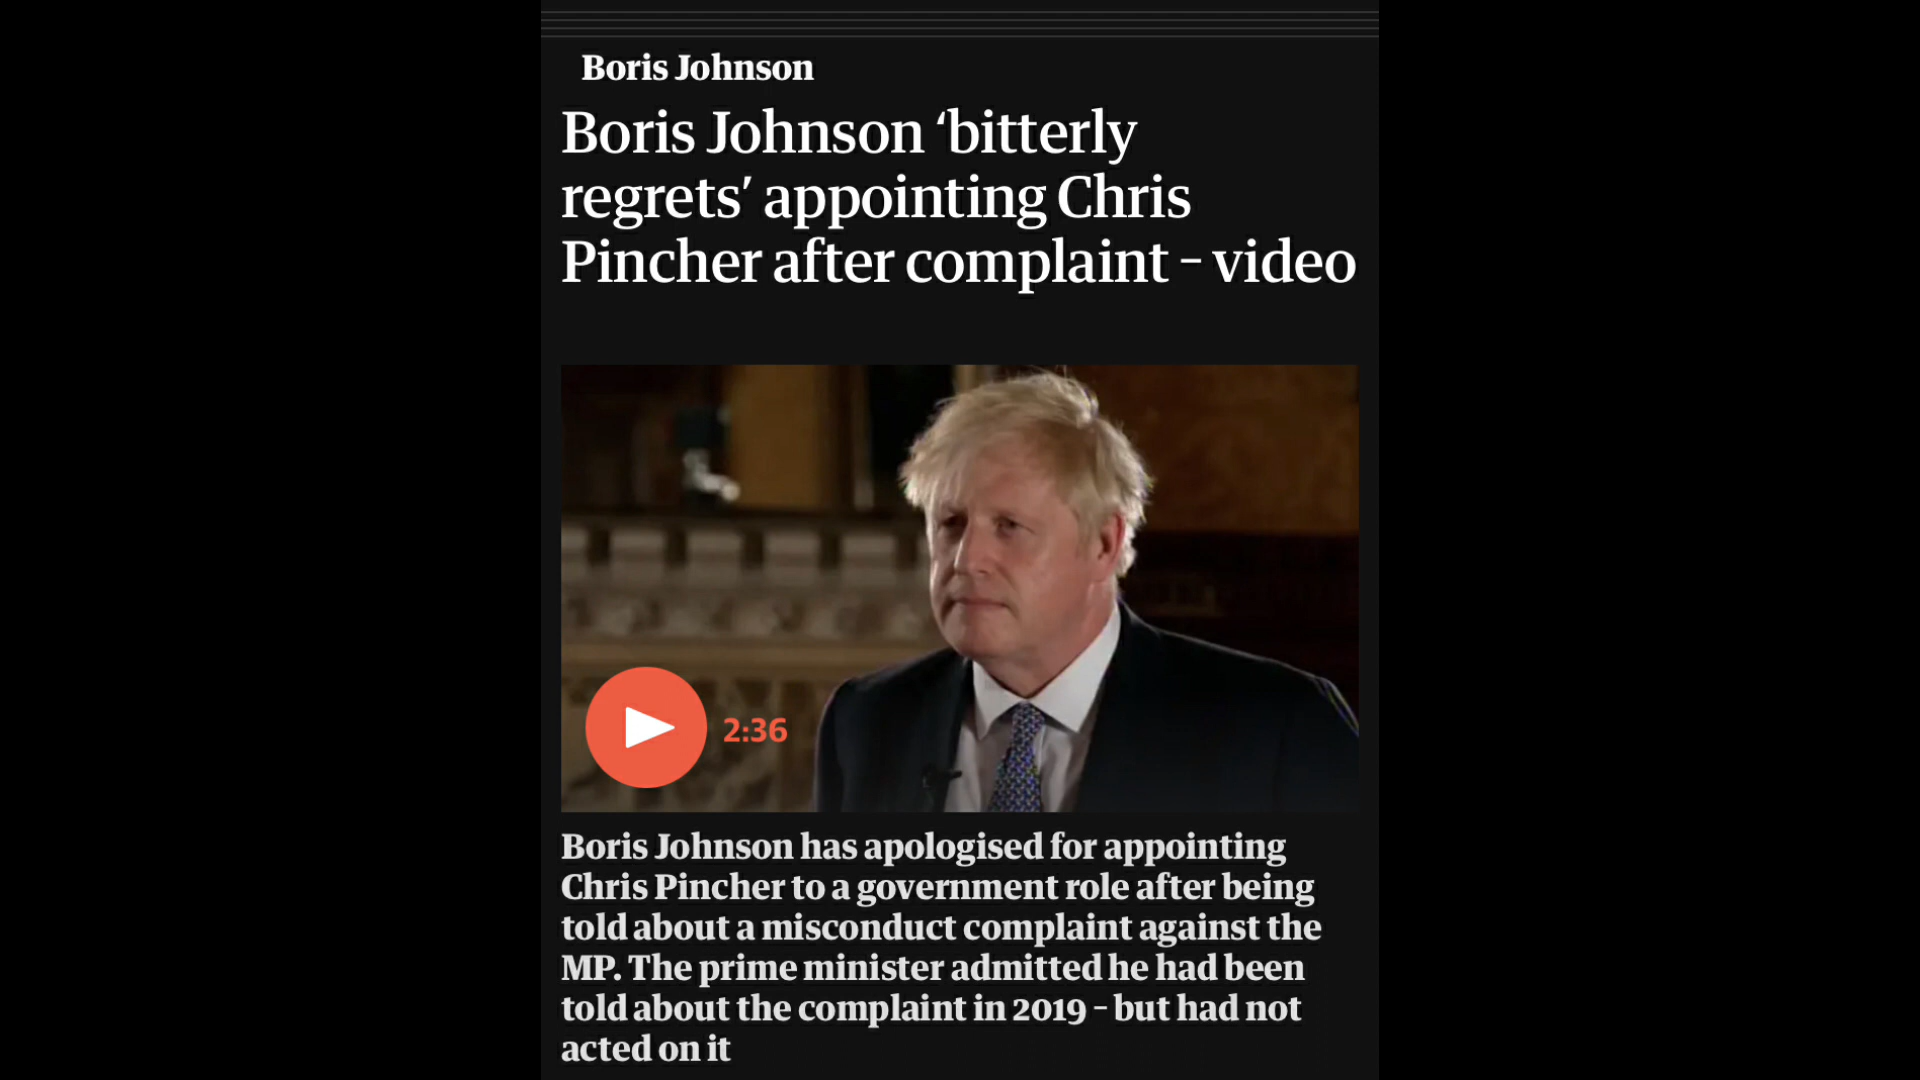 Boris Johnson
Boris Johnson ‘bitterly
regrets’ appointing Chris
Pincher after complaint – video
2:36
Boris Johnson has apologised for appointing
Chris Pincher to a government role after being
told about a misconduct complaint against the
MP. The prime minister admitted he had been
told about the complaint in 2019 – but had not
acted on it